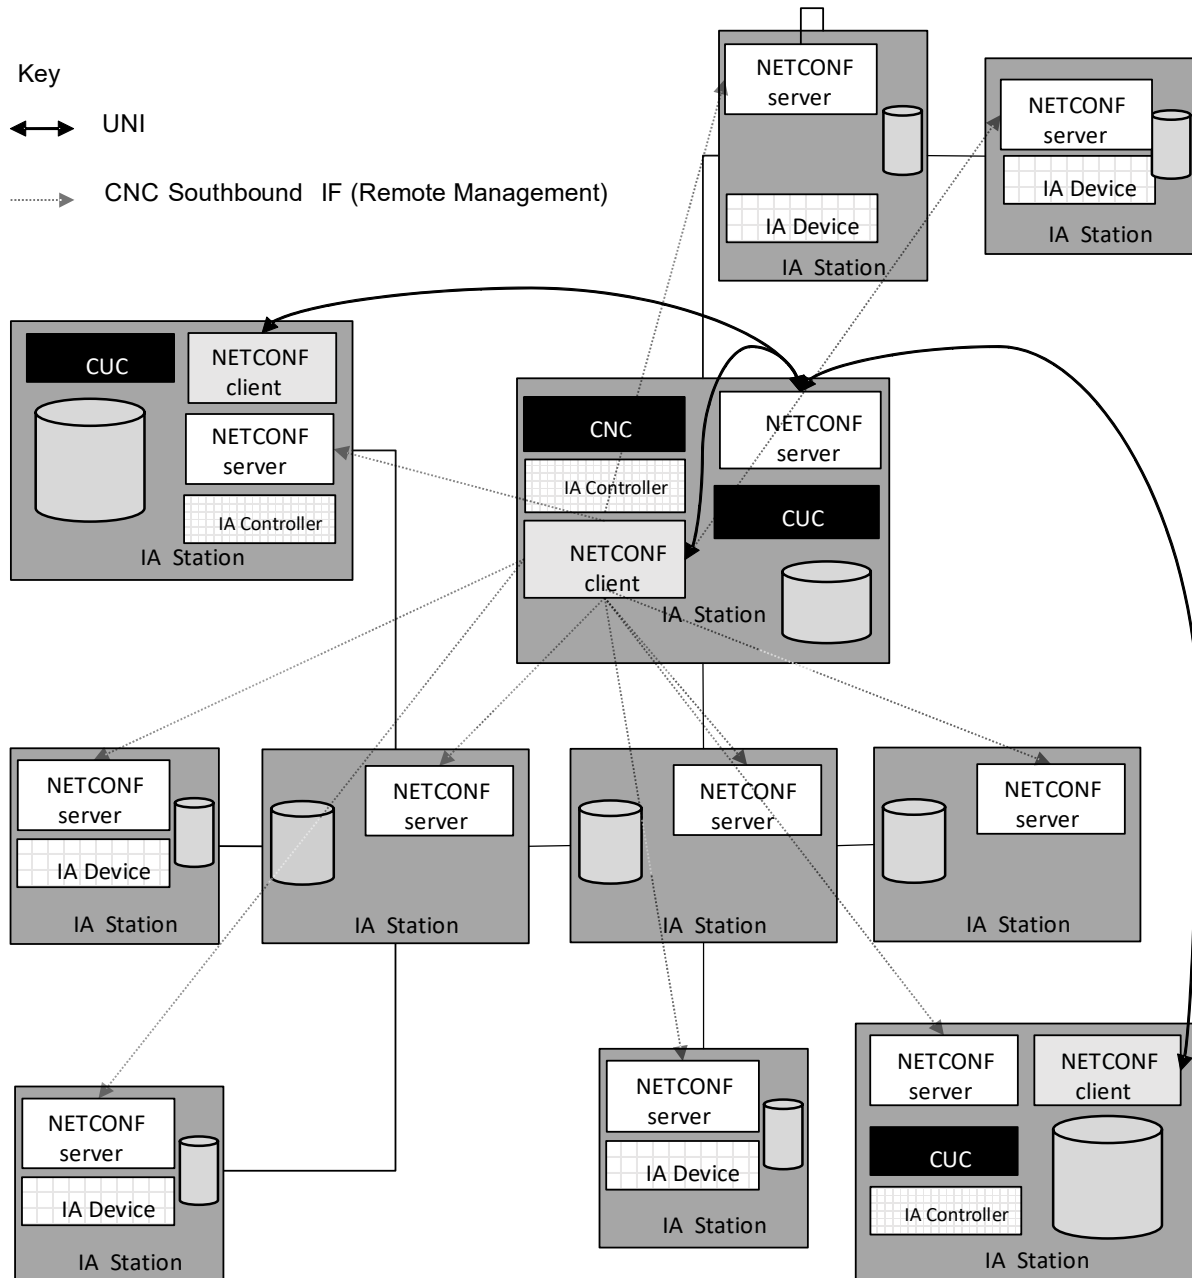 Key
UNI
CNC Southbound IF (Remote Management)
NETCONF
server
IA Device
IA Station
NETCONF
server
IA Device
IA Station
CUC
NETCONF
client
NETCONF
server
IA Controller
IA Station
CNC
IA Controller
NETCONF
client
NETCONF
server
CUC
IA Station
NETCONF
server
IA Device
IA Station
NETCONF
server
IA Station
NETCONF
server
IA Station
NETCONF
server
IA Station
NETCONF
server
IA Device
IA Station
NETCONF
server
IA Device
IA Station
NETCONF
server
NETCONF
client
CUC
IA Controller
IA Station